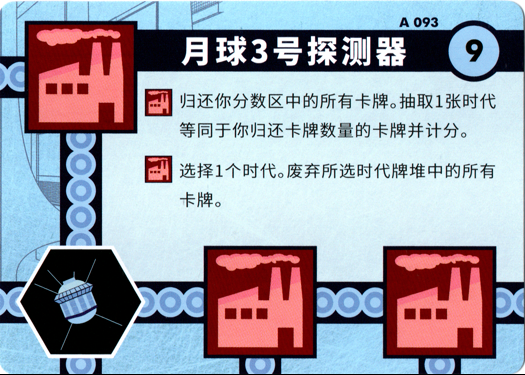 A 093
月球3号探测器
9
归还你分数区中的所有卡牌。抽取1张时代
等同于你归还卡牌数量的卡牌并计分。
选择1个时代。废弃所选时代牌堆中的所有
卡牌。